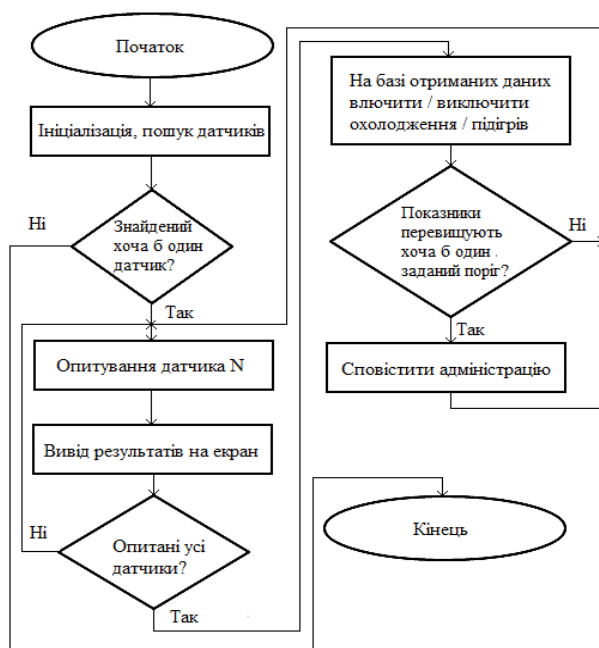 Початок
Ініціалізація, пошук датчиків
Ні
Знайдений
хоча б один
датчик?
Так
Опитування датчика N
Вивід результатів на екран
Ні
Опитані усі
датчики?
Так
На базі отриманих даних
влючити / виключити
охолодження / підігрів
Показники
перевищують
хоча б один .
заданий поріг?
Ні
Так
Сповістити адміністрацію
Кінець